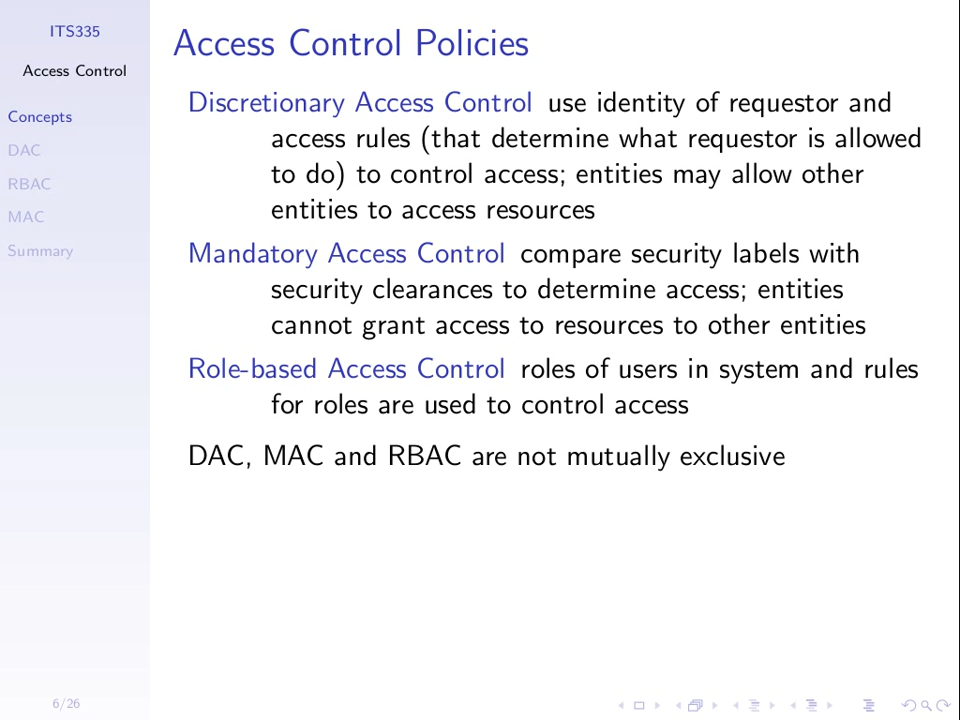 ITS335
Access Control
Concepts
DAC
RBAC
MAC
Summary
6/26
Access Control Policies
Discretionary Access Control use identity of requestor and
access rules (that determine what requestor is allowed
to do) to control access; entities may allow other
entities to access resources
Mandatory Access Control compare security labels with
security clearances to determine access; entities
cannot grant access to resources to other entities
Role-based Access Control roles of users in system and rules
for roles are used to control access
DAC, MAC and RBAC are not mutually exclusive